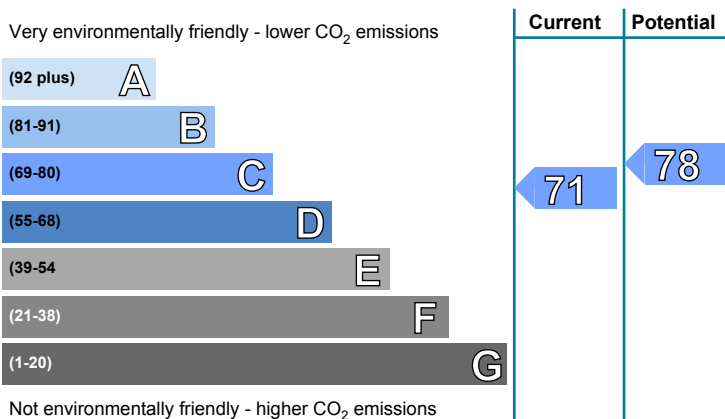 Very environmentally friendly - lower CO₂ emissions
Current
Potential
(92 plus) A
(81-91) B
(69-80) C
(55-68) D
(39-54 E
(21-38) F
(1-20) G
71
78
Not environmentally friendly - higher CO₂ emissions